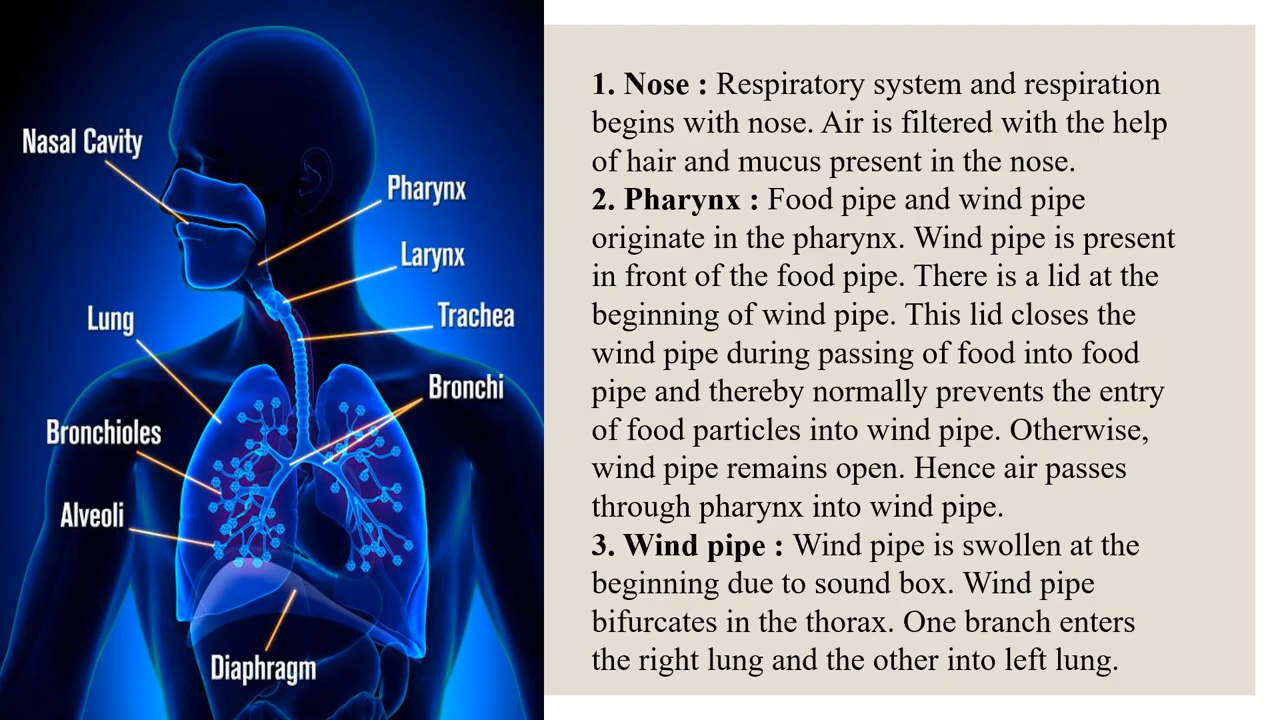 Nasal Cavity
Pharynx
Larynx
Lung
Trachea
Bronchi
Bronchioles
Alveoli
Diaphragm
1. Nose : Respiratory system and respiration
begins with nose. Air is filtered with the help
of hair and mucus present in the nose.
2. Pharynx : Food pipe and wind pipe
originate in the pharynx. Wind pipe is present
in front of the food pipe. There is a lid at the
beginning of wind pipe. This lid closes the
wind pipe during passing of food into food
pipe and thereby normally prevents the entry
of food particles into wind pipe. Otherwise,
wind pipe remains open. Hence air passes
through pharynx into wind pipe.
3. Wind pipe : Wind pipe is swollen at the
beginning due to sound box. Wind pipe
bifurcates in the thorax. One branch enters
the right lung and the other into left lung.